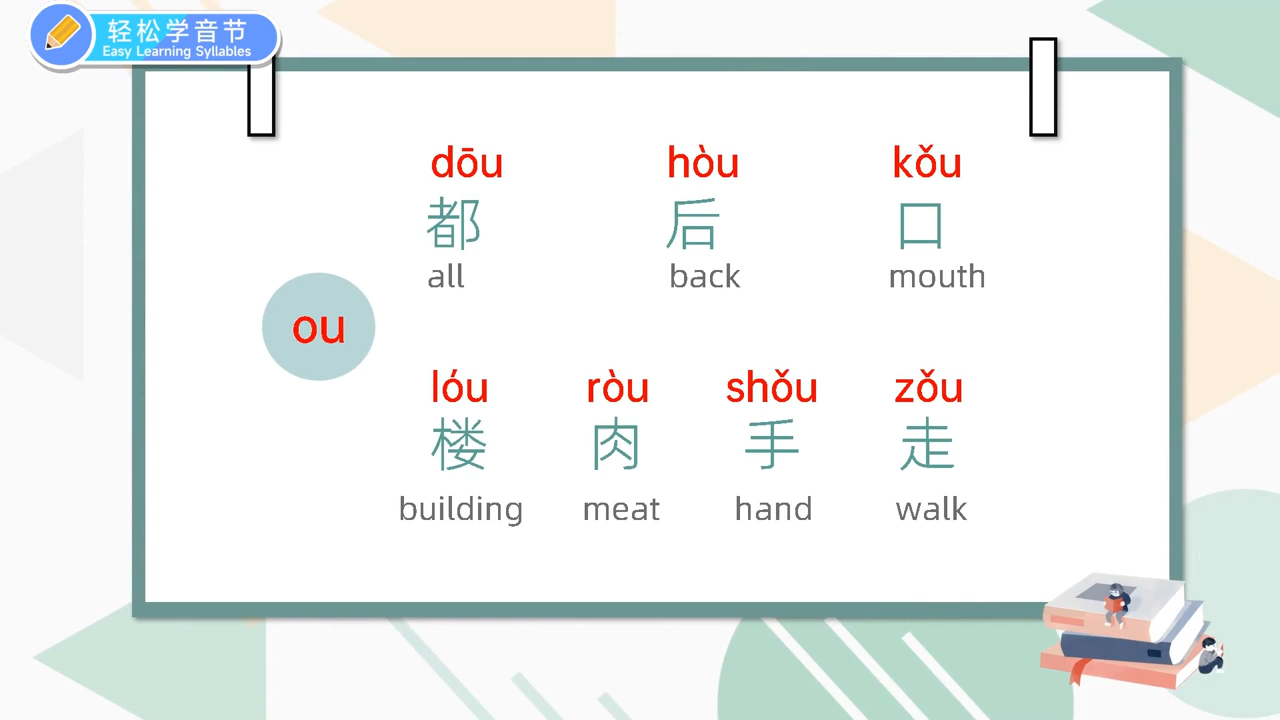 轻松学音节
Easy Learning Syllables
dōu hòu kǒu
都 后 口
all back mouth
ou
lóu ròu shǒu zǒu
楼 肉 手 走
building meat hand walk